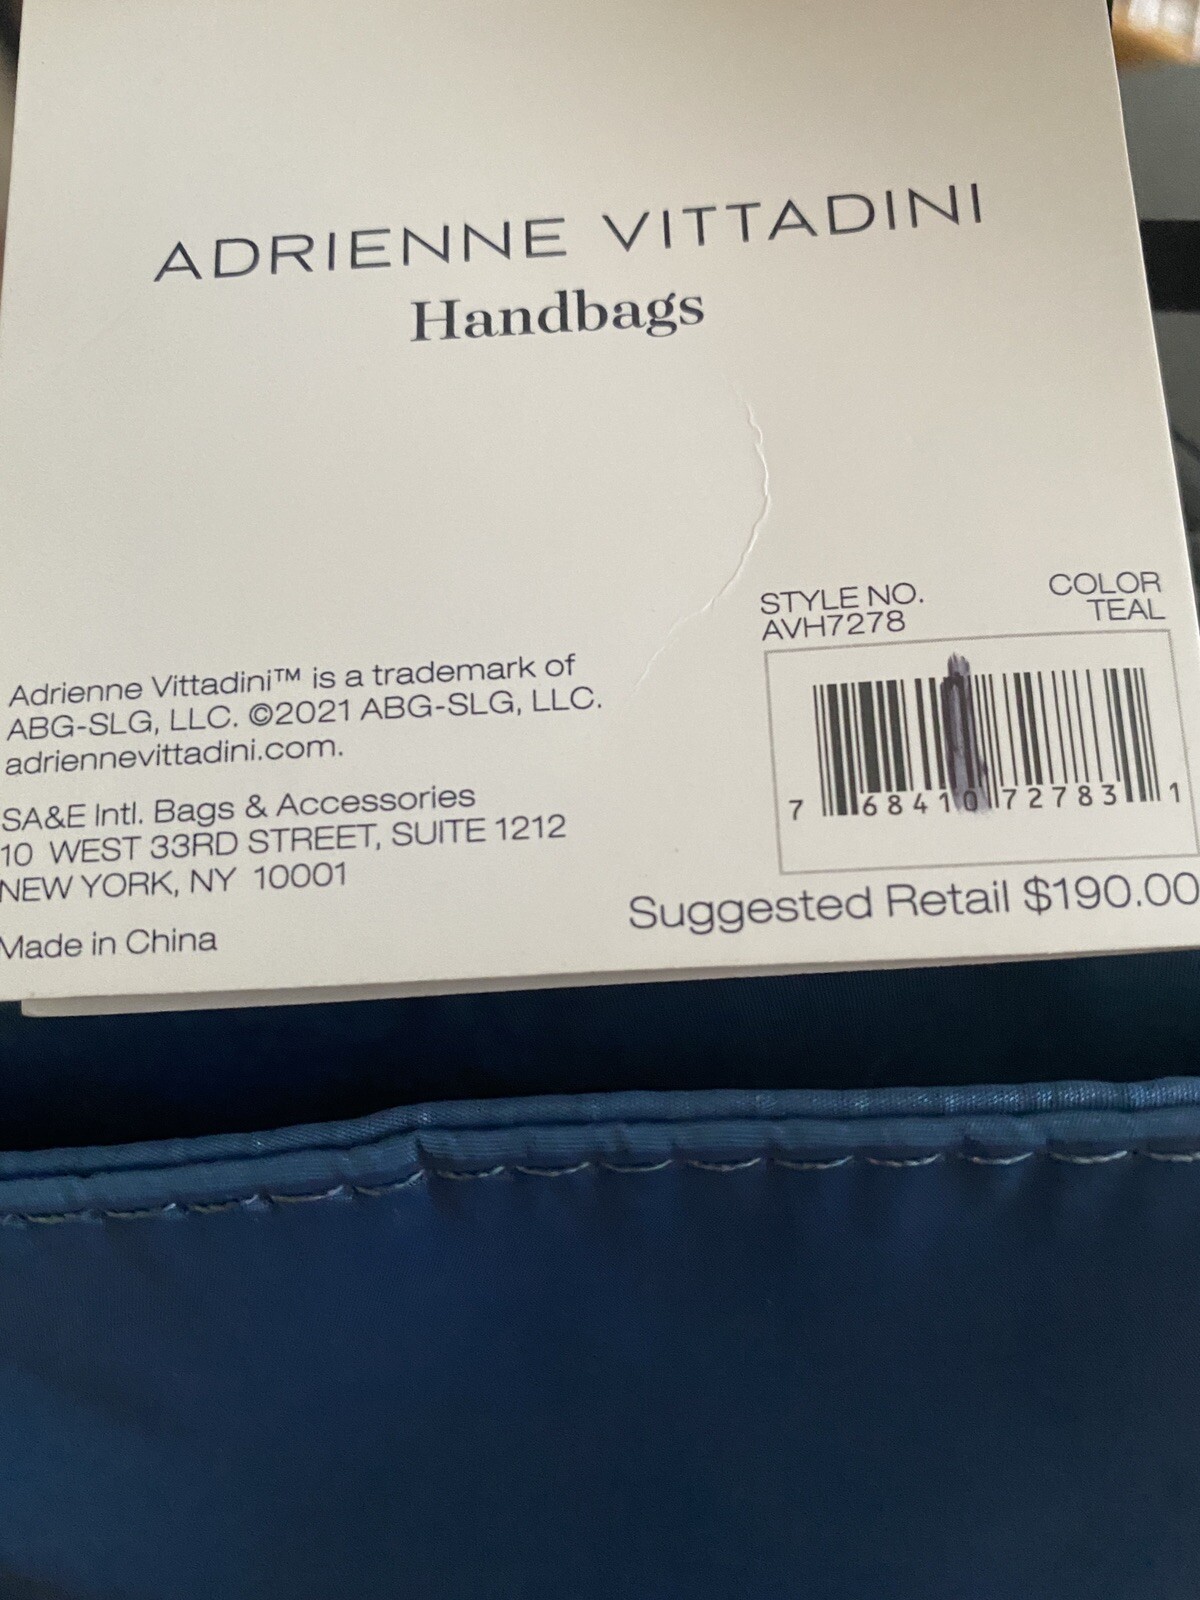 ADRIENNE VITTADINI
Handbags
STYLE NO.
AVH7278
COLOR
TEAL
Adrienne Vittadini™ is a trademark of
ABG-SLG, LLC. ©2021 ABG-SLG, LLC.
adriennevittadini.com.
SA&E Intl. Bags & Accessories
10 WEST 33RD STREET, SUITE 1212
NEW YORK, NY 10001
Made in China
7 68410 72783 1
Suggested Retail $190.00